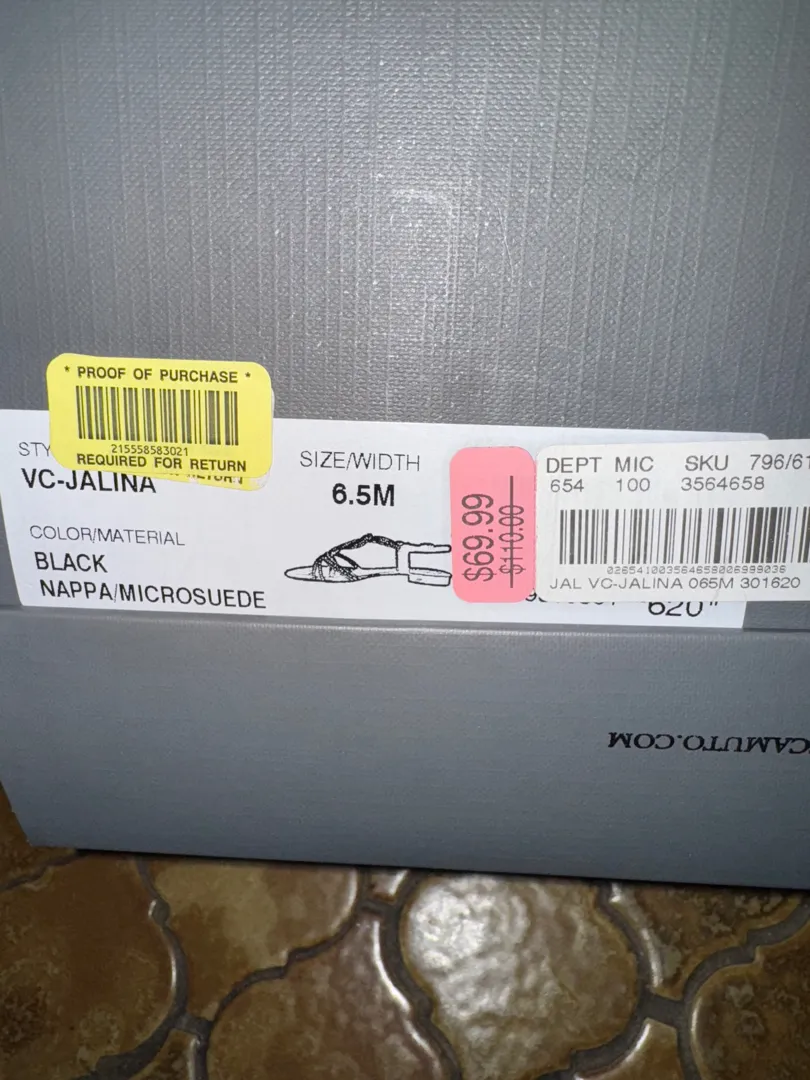 * PROOF OF PURCHASE *
215558583021
REQUIRED FOR RETURN
VC-JALINA
COLOR/MATERIAL
BLACK
NAPPA/MICROSUEDE
SIZE/WIDTH
6.5M
$69.99
$110.00
DEPT MIC SKU 796/61
654 100 3564658
JAL VC-JALINA 065M 301620
620
CAMUTO.COM